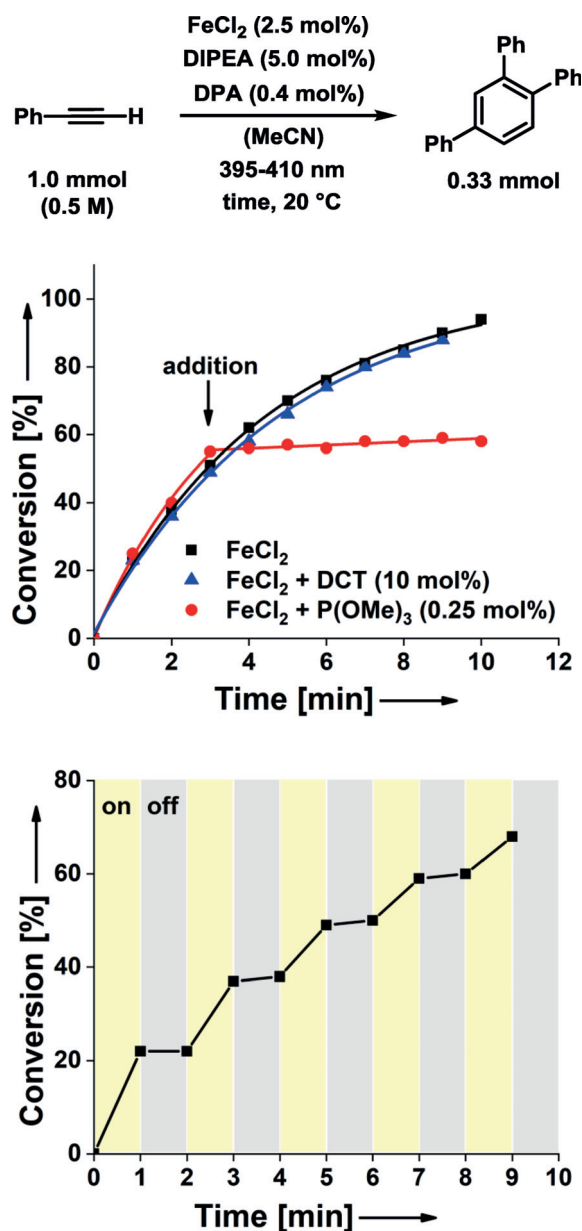 FeCl₂ (2.5 mol%)
DIPEA (5.0 mol%)
DPA (0.4 mol%)
(MeCN)
395-410 nm
time, 20 °C
Ph
H
1.0 mmol
(0.5 M)
Ph
Ph
Ph
0.33 mmol
Conversion [%]
100
80
60
40
20
0
addition
FeCl₂
FeCl₂ + DCT (10 mol%)
FeCl₂ + P(OMe)₃ (0.25 mol%)
0 2 4 6 8 10 12
Time [min]
Conversion [%]
80
60
40
20
0
on off
0 1 2 3 4 5 6 7 8 9 10
Time [min]